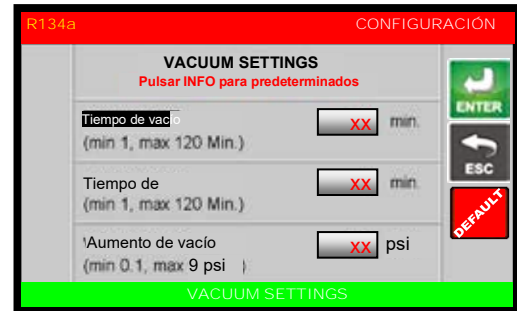 R134a CONFIGURACIÓN
VACUUM SETTINGS
Pulsar INFO para predeterminados
Tiempo de vacío
xx min.
(min 1, max 120 Min.)
ENTER
Tiempo de
xx min.
(min 1, max 120 Min.)
ESC
Aumento de vacío
xx psi
(min 0.1, max 9 psi )
DEFAULT
VACUUM SETTINGS